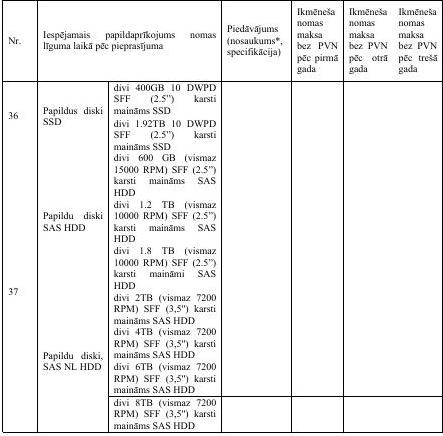 Nr.
Iespējamais papildaprīkojums nomas
līguma laikā pēc pieprasījuma
Piedāvājums
(nosaukums*,
specifikācija)
Ikmēneša
nomas
maksa
bez PVN
pēc pirmā
gada
Ikmēneša
nomas
maksa
bez PVN
pēc otrā
gada
Ikmēneša
nomas
maksa
bez PVN
pēc trešā
gada
36
Papildus diski
SSD
divi 400GB 10 DWPD
SFF (2.5”) karsti
maināms SSD
divi 1.92TB 10 DWPD
SFF (2.5”) karsti
maināms SSD
37
Papildu diski
SAS HDD
divi 600 GB (vismaz
15000 RPM) SFF (2.5”)
karsti maināms SAS
HDD
divi 1.2 TB (vismaz
10000 RPM) SFF (2.5”)
karsti maināms SAS
HDD
divi 1.8 TB (vismaz
10000 RPM) SFF (2.5”)
karsti maināmi SAS
HDD
Papildu diski,
SAS NL HDD
divi 2TB (vismaz 7200
RPM) SFF (3,5") karsti
maināms SAS HDD
divi 4TB (vismaz 7200
RPM) SFF (3,5") karsti
maināms SAS HDD
divi 6TB (vismaz 7200
RPM) SFF (3,5") karsti
maināms SAS HDD
divi 8TB (vismaz 7200
RPM) SFF (3,5") karsti
maināms SAS HDD